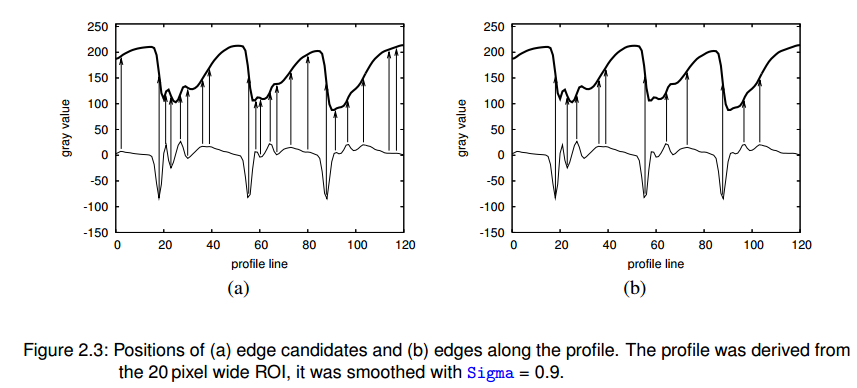 250
200
150
100
50
0
-50
-100
-150
gray value
0 20 40 60 80 100 120
profile line
(a)
250
200
150
100
50
0
-50
-100
-150
gray value
0 20 40 60 80 100 120
profile line
(b)
Figure 2.3: Positions of (a) edge candidates and (b) edges along the profile. The profile was derived from
the 20 pixel wide ROI, it was smoothed with Sigma = 0.9.